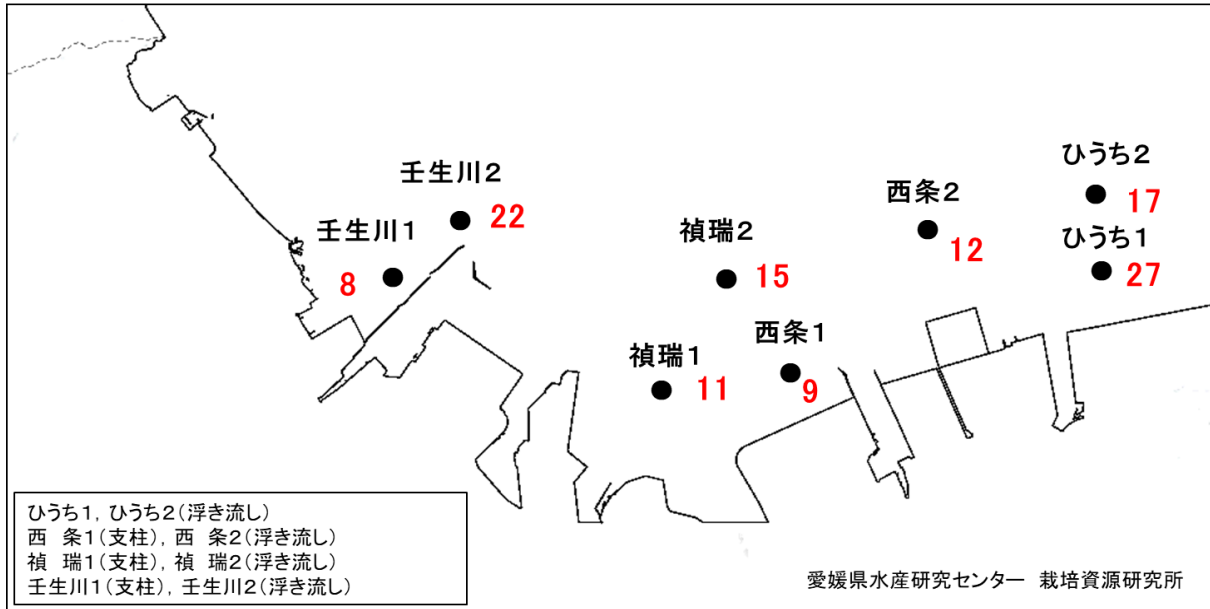 ひうち2
17
壬生川2
22
西条2
12
壬生川1
8
禎瑞2
15
ひうち1
27
西条1
9
禎瑞1
11
ひうち1，ひうち2（浮き流し）
西　条1（支柱），西　条2（浮き流し）
禎　瑞1（支柱），禎　瑞2（浮き流し）
壬生川1（支柱），壬生川2（浮き流し）
愛媛県水産研究センター　栽培資源研究所